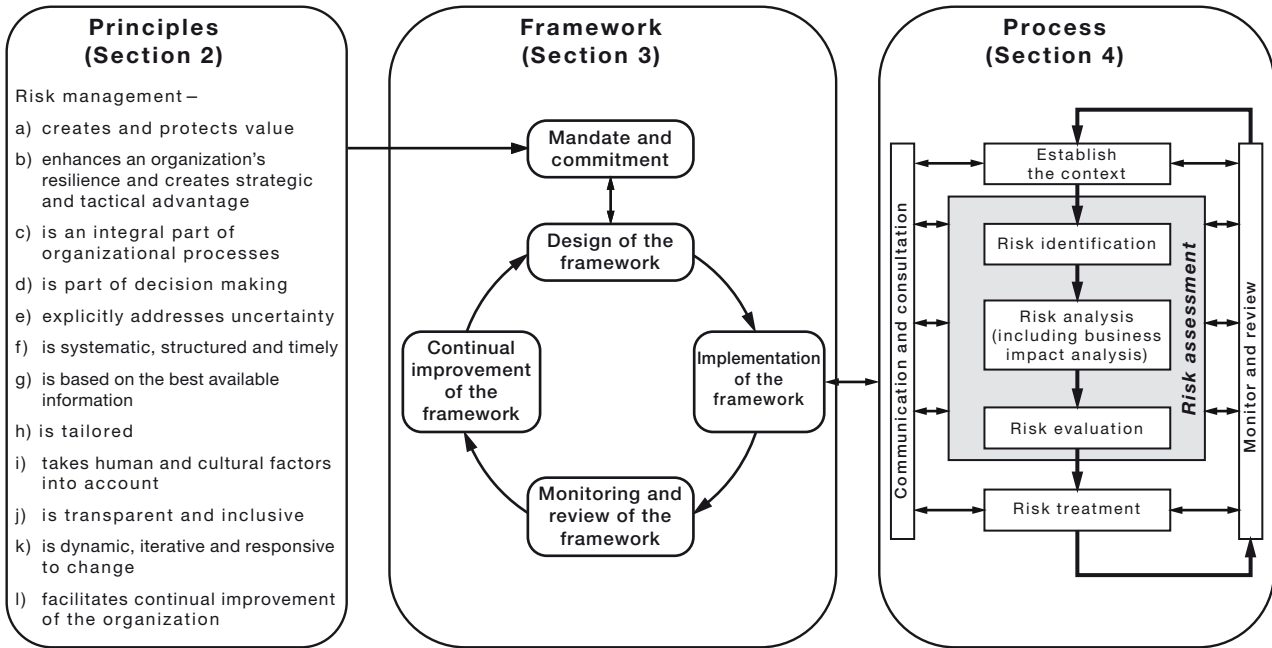 Principles
(Section 2)
Risk management—
a) creates and protects value
b) enhances an organization's
resilience and creates strategic
and tactical advantage
c) is an integral part of
organizational processes
d) is part of decision making
e) explicitly addresses uncertainty
f) is systematic, structured and timely
g) is based on the best available
information
h) is tailored
i) takes human and cultural factors
into account
j) is transparent and inclusive
k) is dynamic, iterative and responsive
to change
l) facilitates continual improvement
of the organization
Framework
(Section 3)
Mandate and
commitment
Design of the
framework
Continual
improvement
of the
framework
Implementation
of the
framework
Monitoring and
review of the
framework
Process
(Section 4)
Communication and consultation
Establish
the context
Risk identification
Risk analysis
(including business
impact analysis)
Risk evaluation
Risk assessment
Risk treatment
Monitor and review